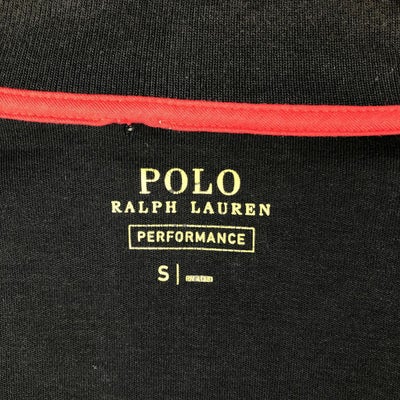 POLO
RALPH LAUREN
PERFORMANCE
S |